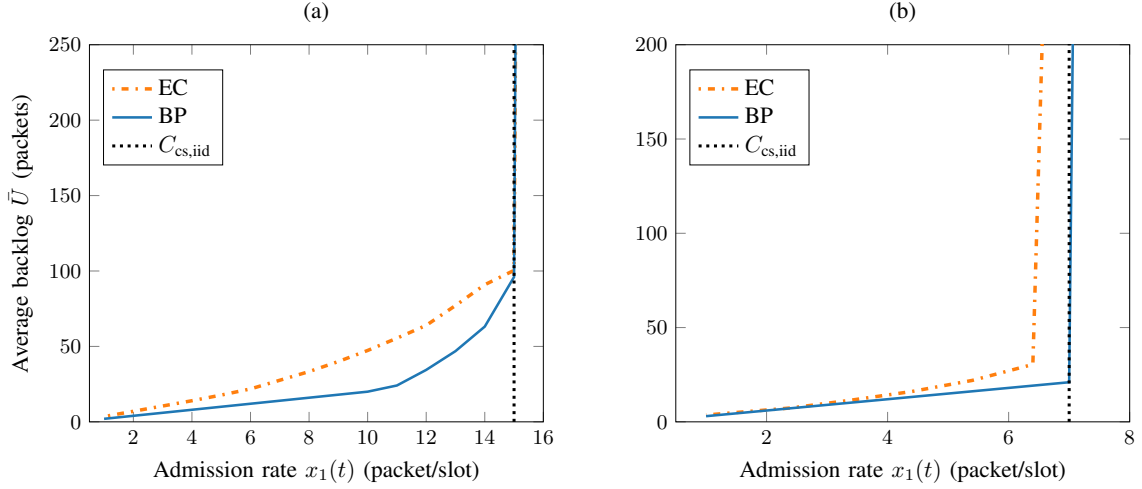 (a)
Average backlog Ū (packets)
250
200
150
100
50
0
EC
BP
C_cs,iid
2 4 6 8 10 12 14 16
Admission rate x₁(t) (packet/slot)
(b)
200
150
100
50
0
EC
BP
C_cs,iid
2 4 6 8
Admission rate x₁(t) (packet/slot)